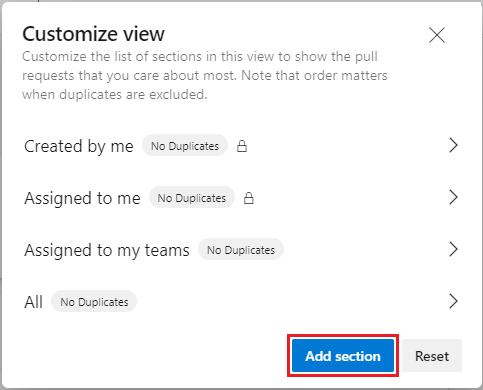 Customize view
Customize the list of sections in this view to show the pull
requests that you care about most. Note that order matters
when duplicates are excluded.
Created by me No Duplicates
Assigned to me No Duplicates
Assigned to my teams No Duplicates
All No Duplicates
Add section Reset